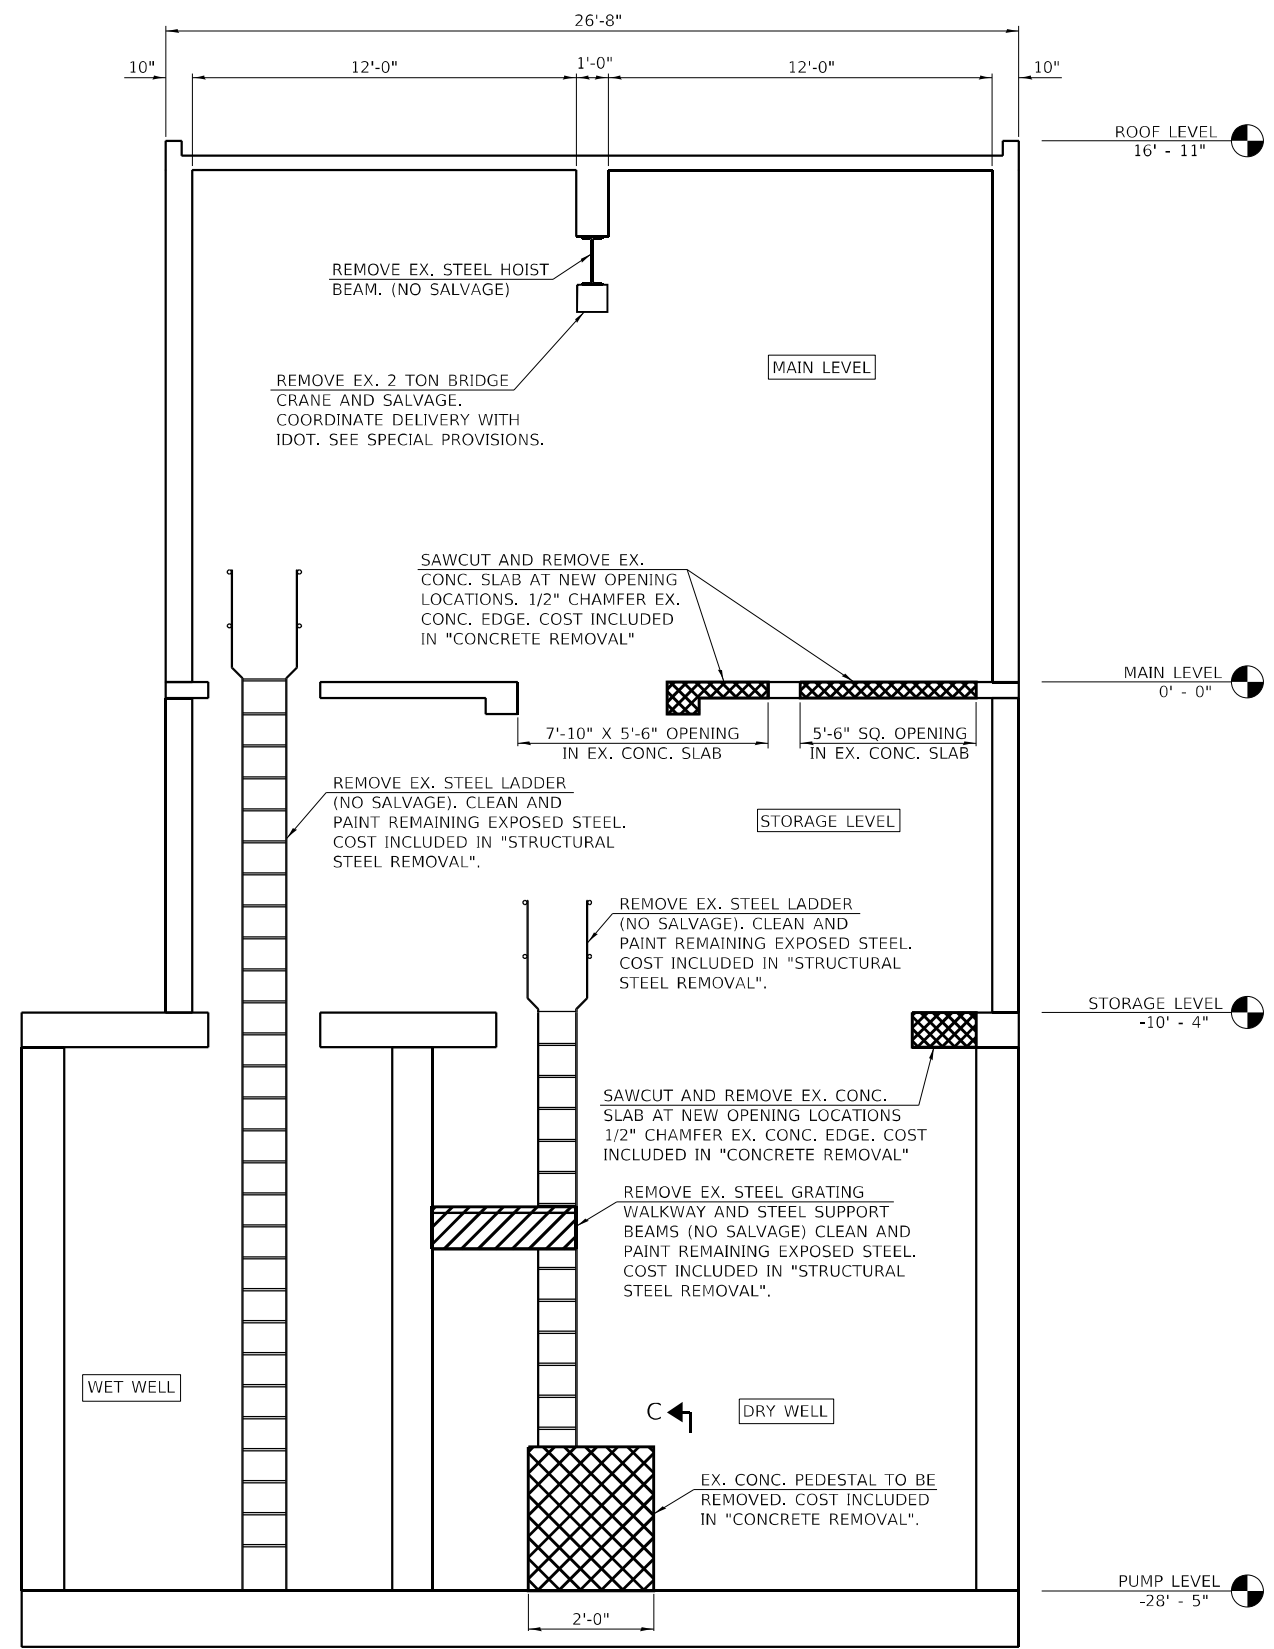 26'-8"
10"
12'-0"
1'-0"
12'-0"
10"
ROOF LEVEL
16' - 11"
REMOVE EX. STEEL HOIST
BEAM. (NO SALVAGE)
MAIN LEVEL
REMOVE EX. 2 TON BRIDGE
CRANE AND SALVAGE.
COORDINATE DELIVERY WITH
IDOT. SEE SPECIAL PROVISIONS.
SAWCUT AND REMOVE EX.
CONC. SLAB AT NEW OPENING
LOCATIONS. 1/2" CHAMFER EX.
CONC. EDGE. COST INCLUDED
IN "CONCRETE REMOVAL"
MAIN LEVEL
0' - 0"
7'-10" X 5'-6" OPENING
IN EX. CONC. SLAB
5'-6" SQ. OPENING
IN EX. CONC. SLAB
REMOVE EX. STEEL LADDER
(NO SALVAGE). CLEAN AND
PAINT REMAINING EXPOSED STEEL.
COST INCLUDED IN "STRUCTURAL
STEEL REMOVAL".
STORAGE LEVEL
REMOVE EX. STEEL LADDER
(NO SALVAGE). CLEAN AND
PAINT REMAINING EXPOSED STEEL.
COST INCLUDED IN "STRUCTURAL
STEEL REMOVAL".
STORAGE LEVEL
-10' - 4"
SAWCUT AND REMOVE EX. CONC.
SLAB AT NEW OPENING LOCATIONS
1/2" CHAMFER EX. CONC. EDGE. COST
INCLUDED IN "CONCRETE REMOVAL"
REMOVE EX. STEEL GRATING
WALKWAY AND STEEL SUPPORT
BEAMS (NO SALVAGE) CLEAN AND
PAINT REMAINING EXPOSED STEEL.
COST INCLUDED IN "STRUCTURAL
STEEL REMOVAL".
WET WELL
C
DRY WELL
EX. CONC. PEDESTAL TO BE
REMOVED. COST INCLUDED
IN "CONCRETE REMOVAL".
PUMP LEVEL
-28' - 5"
2'-0"